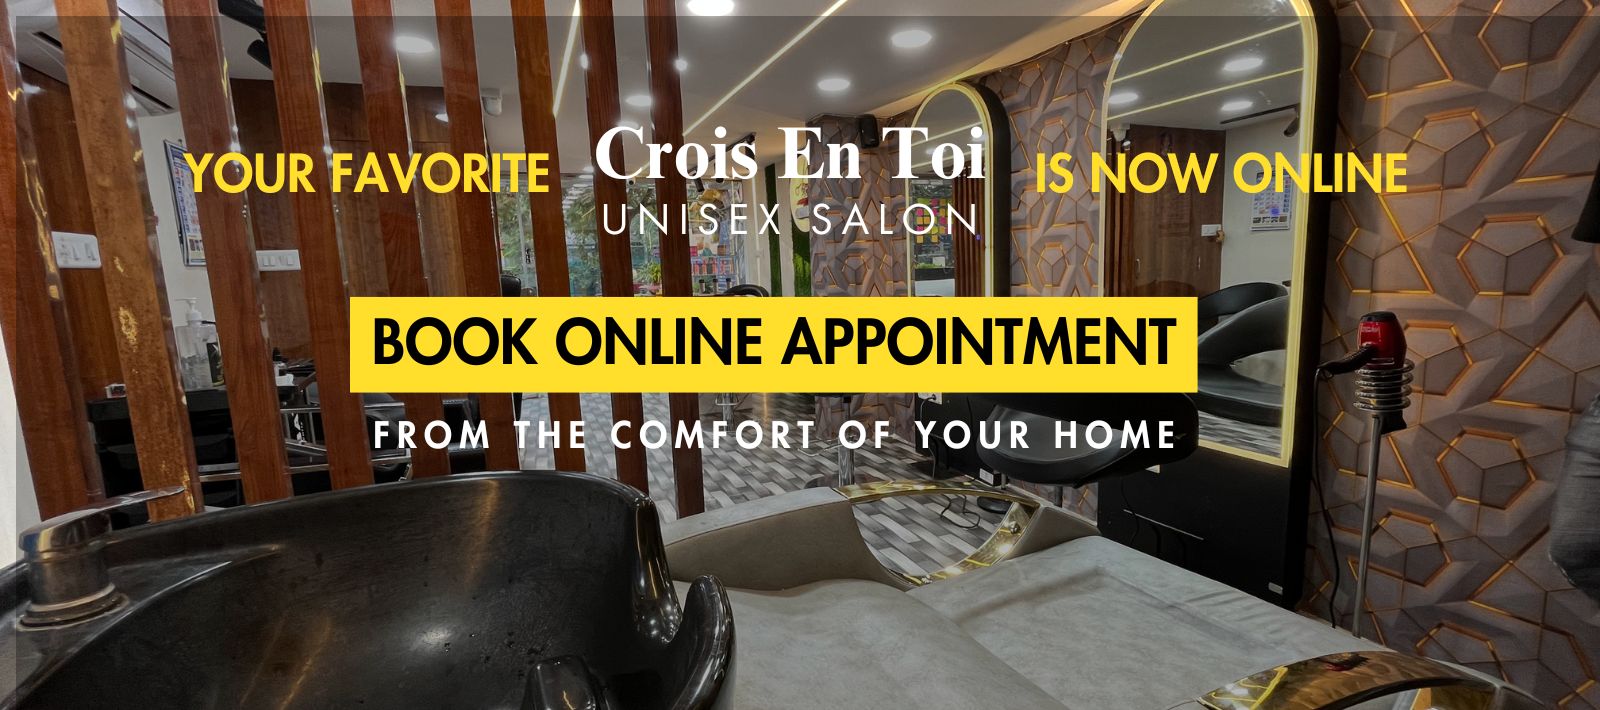 YOUR FAVORITE Crois En Toi IS NOW ONLINE
UNISEX SALON
BOOK ONLINE APPOINTMENT
FROM THE COMFORT OF YOUR HOME